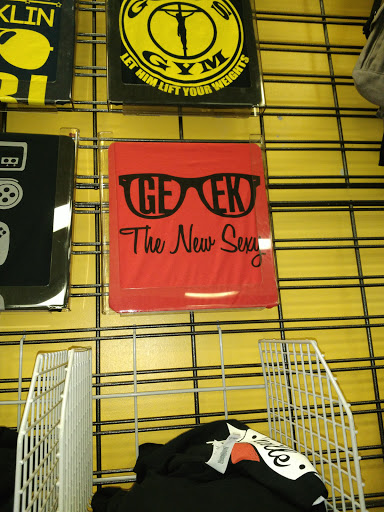 KLIN
GYM
LET HIM LIFT YOUR WEIGHTS
GEEK
The New Sexy